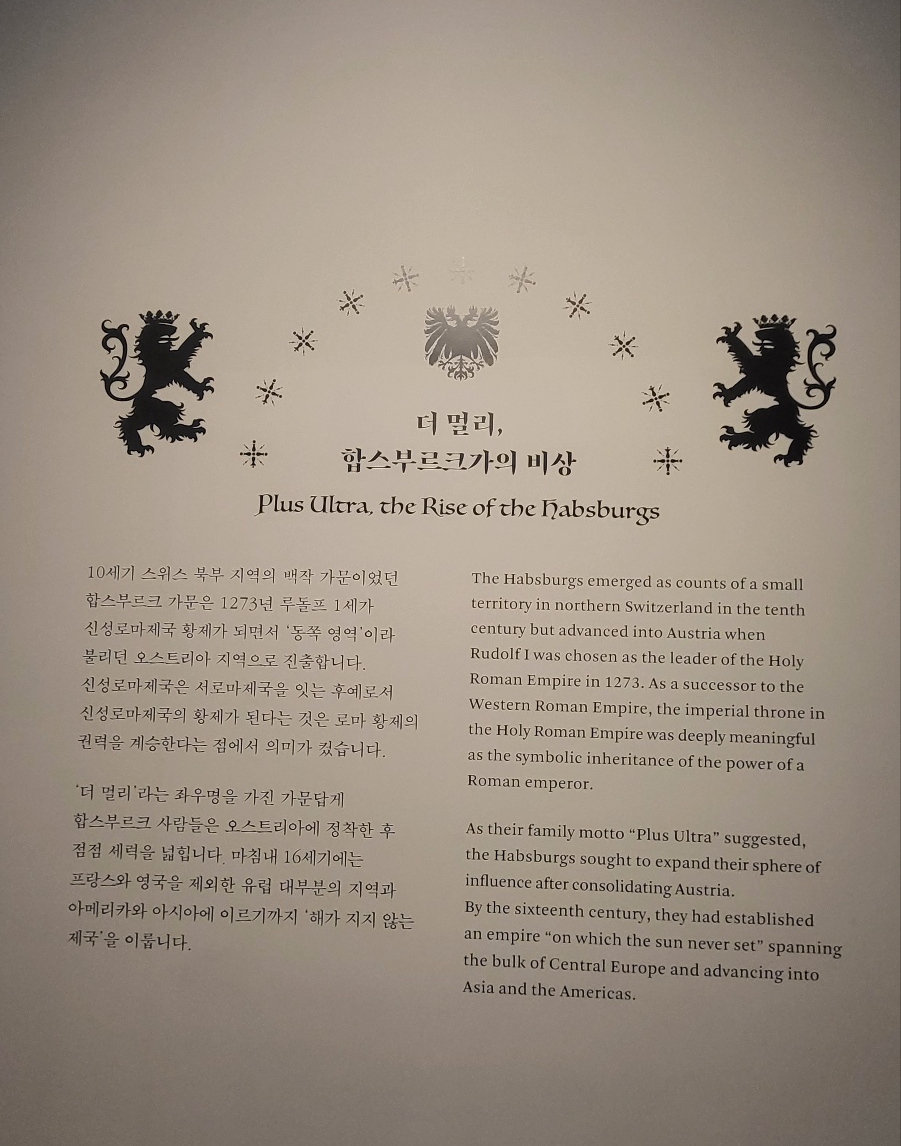 더 멀리,
합스부르크가의 비상
Plus Ultra, the Rise of the Habsburgs
10세기 스위스 북부 지역의 백작 가문이었던
합스부르크 가문은 1273년 루돌프 1세가
신성로마제국 황제가 되면서 ‘동쪽 영역’이라
불리던 오스트리아 지역으로 진출합니다.
신성로마제국은 서로마제국을 잇는 후예로서
신성로마제국의 황제가 된다는 것은 로마 황제의
권력을 계승한다는 점에서 의미가 컸습니다.
‘더 멀리’라는 좌우명을 가진 가문답게
합스부르크 사람들은 오스트리아에 정착한 후
점점 세력을 넓힙니다. 마침내 16세기에는
프랑스와 영국을 제외한 유럽 대부분의 지역과
아메리카와 아시아에 이르기까지 ‘해가 지지 않는
제국’을 이룹니다.
The Habsburgs emerged as counts of a small
territory in northern Switzerland in the tenth
century but advanced into Austria when
Rudolf I was chosen as the leader of the Holy
Roman Empire in 1273. As a successor to the
Western Roman Empire, the imperial throne in
the Holy Roman Empire was deeply meaningful
as the symbolic inheritance of the power of a
Roman emperor.
As their family motto “Plus Ultra” suggested,
the Habsburgs sought to expand their sphere of
influence after consolidating Austria.
By the sixteenth century, they had established
an empire “on which the sun never set” spanning
the bulk of Central Europe and advancing into
Asia and the Americas.